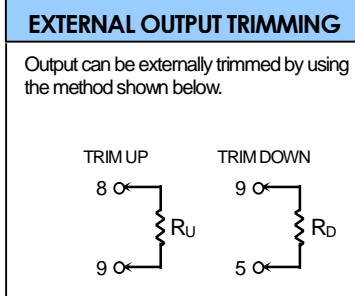 EXTERNAL OUTPUT TRIMMING
Output can be externally trimmed by using
the method shown below.
TRIM UP TRIM DOWN
8 9
RU RD
9 5